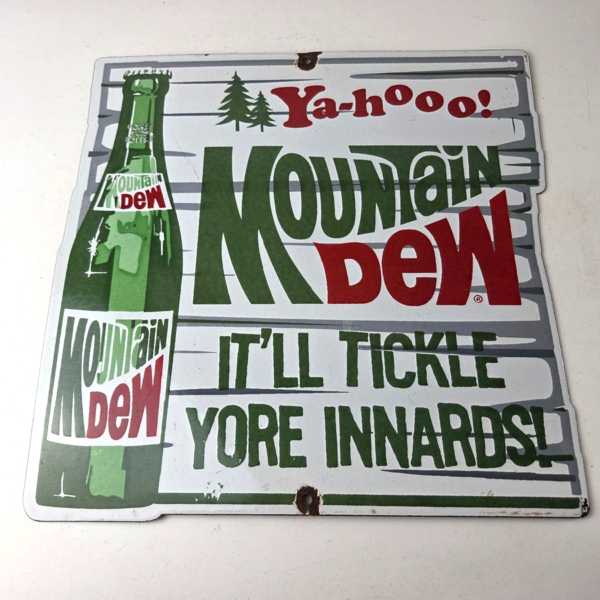 Ya-hooo!
MOUNTain
DeW®
IT'LL TICKLE
YORE INNARDS!
MOUNTain
DeW
MOUNTain
DeW